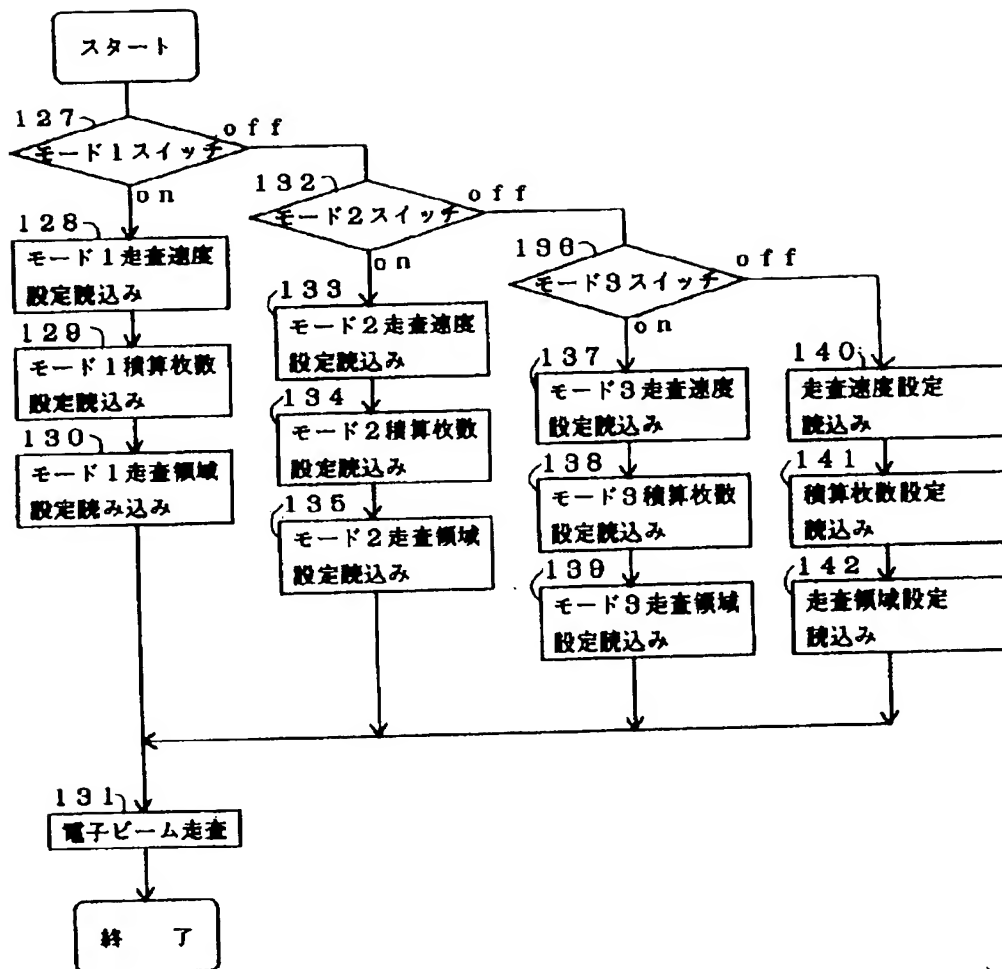 スタート
127
モード1スイッチ
off
on
128
モード1走査速度
設定読込み
129
モード1積算枚数
設定読込み
130
モード1走査領域
設定読み込み
132
モード2スイッチ
off
on
133
モード2走査速度
設定読込み
134
モード2積算枚数
設定読込み
135
モード2走査領域
設定読込み
136
モード3スイッチ
off
on
137
モード3走査速度
設定読込み
138
モード3積算枚数
設定読込み
139
モード3走査領域
設定読込み
140
走査速度設定
読込み
141
積算枚数設定
読込み
142
走査領域設定
読込み
131
電子ビーム走査
終　了